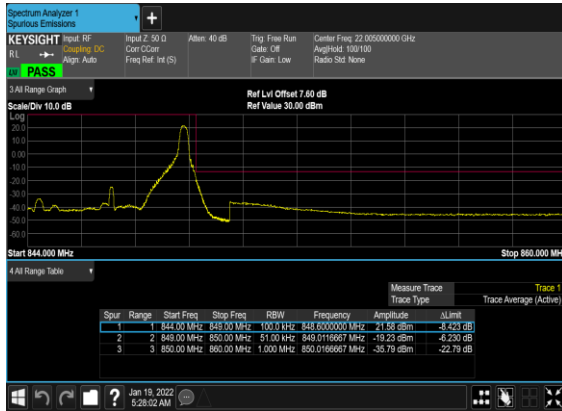 Spectrum Analyzer 1
Spurious Emissions
+
KEYSIGHT Input: RF Input Z: 50 Ω Atten: 40 dB Trig: Free Run Center Freq: 22.005000000 GHz
RL Coupling: DC Corr CCorr Gate: Off Avg|Hold: 100/100
Align: Auto Freq Ref: Int (S) IF Gain: Low Radio Std: None
LV PASS
3 All Range Graph Ref Lvl Offset 7.60 dB
Scale/Div 10.0 dB Ref Value 30.00 dBm
Log
20.0
10.0
0.00
-10.0
-20.0
-30.0
-40.0
-50.0
-60.0
Start 844.000 MHz Stop 860.000 MHz
4 All Range Table
Measure Trace Trace 1
Trace Type Trace Average (Active)
Spur Range Start Freq Stop Freq RBW Frequency Amplitude ΔLimit
1 1 844.00 MHz 849.00 MHz 100.0 kHz 848.6000000 MHz 21.58 dBm -8.423 dB
2 2 849.00 MHz 850.00 MHz 51.00 kHz 849.0116667 MHz -19.23 dBm -6.230 dB
3 3 850.00 MHz 860.00 MHz 1.000 MHz 850.0166667 MHz -35.79 dBm -22.79 dB
? Jan 19, 2022
5:28:02 AM